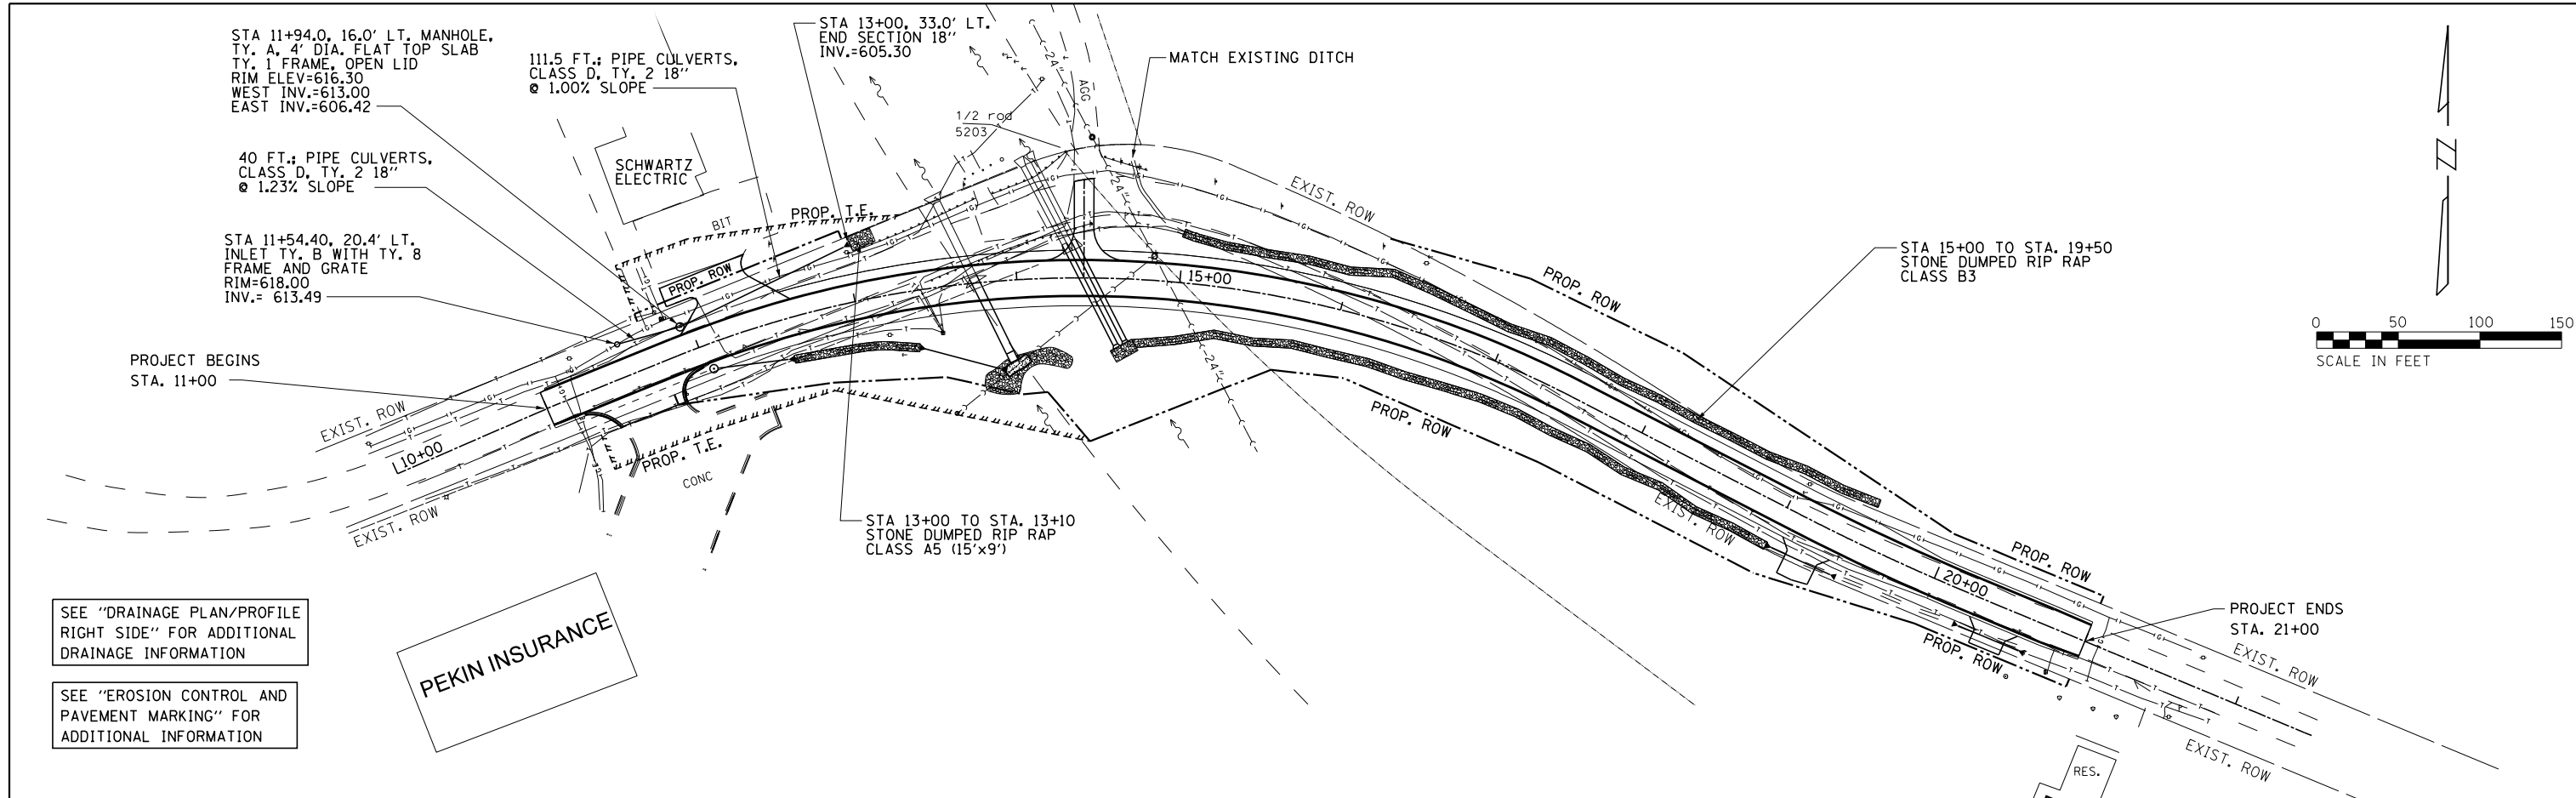 STA 11+94.0, 16.0' LT. MANHOLE,
TY. A, 4' DIA. FLAT TOP SLAB
TY. 1 FRAME, OPEN LID
RIM ELEV=616.30
WEST INV.=613.00
EAST INV.=606.42
40 FT.; PIPE CULVERTS,
CLASS D, TY. 2 18"
@ 1.23% SLOPE
STA 11+54.40, 20.4' LT.
INLET TY. B WITH TY. 8
FRAME AND GRATE
RIM=618.00
INV.= 613.49
PROJECT BEGINS
STA. 11+00
111.5 FT.; PIPE CULVERTS,
CLASS D, TY. 2 18"
@ 1.00% SLOPE
STA 13+00, 33.0' LT.
END SECTION 18"
INV.=605.30
MATCH EXISTING DITCH
1/2 rod
5203
24"
AGG
24"
24"
SCHWARTZ
ELECTRIC
BIT
PROP. T.E.
PROP. ROW
EXIST. ROW
10+00
EXIST. ROW
PROP. T.E.
CONC
15+00
EXIST. ROW
PROP. ROW
PROP. ROW
EXIST. ROW
STA 15+00 TO STA. 19+50
STONE DUMPED RIP RAP
CLASS B3
STA 13+00 TO STA. 13+10
STONE DUMPED RIP RAP
CLASS A5 (15'x9')
N
0 50 100 150
SCALE IN FEET
PROP. ROW
20+00
PROP. ROW
PROJECT ENDS
STA. 21+00
EXIST. ROW
EXIST. ROW
RES.
PEKIN INSURANCE
SEE "DRAINAGE PLAN/PROFILE
RIGHT SIDE" FOR ADDITIONAL
DRAINAGE INFORMATION
SEE "EROSION CONTROL AND
PAVEMENT MARKING" FOR
ADDITIONAL INFORMATION